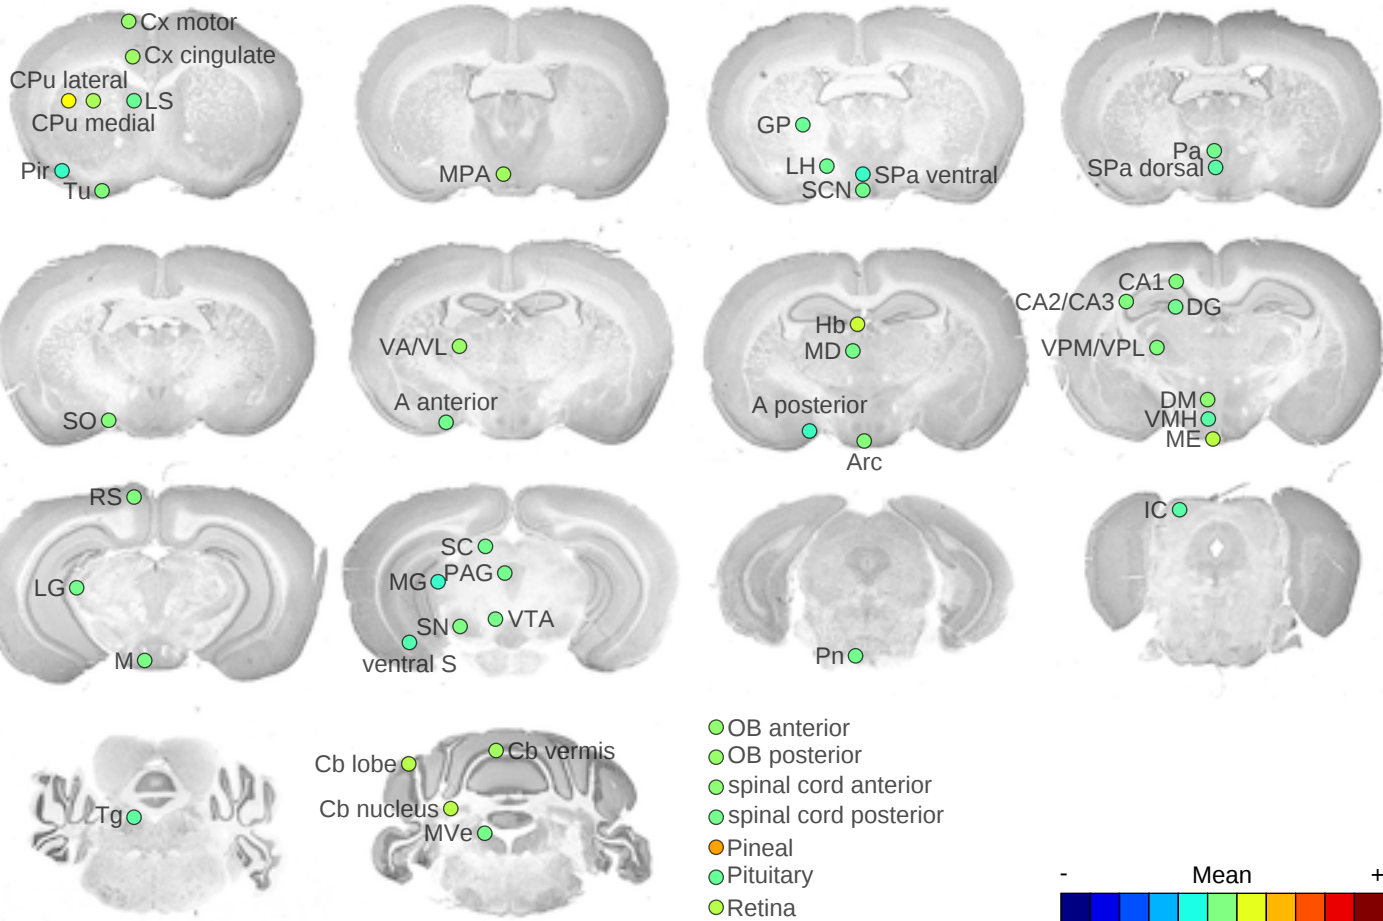 Cx motor
Cx cingulate
CPu lateral
LS
CPu medial
Pir
Tu
MPA
GP
LH
SPa ventral
SCN
Pa
SPa dorsal
SO
VA/VL
A anterior
Hb
MD
A posterior
Arc
CA1
CA2/CA3
DG
VPM/VPL
DM
VMH
ME
RS
LG
M
SC
MG
PAG
SN
VTA
ventral S
Pn
IC
Tg
Cb lobe
Cb vermis
Cb nucleus
MVe
OB anterior
OB posterior
spinal cord anterior
spinal cord posterior
Pineal
Pituitary
Retina
- Mean +